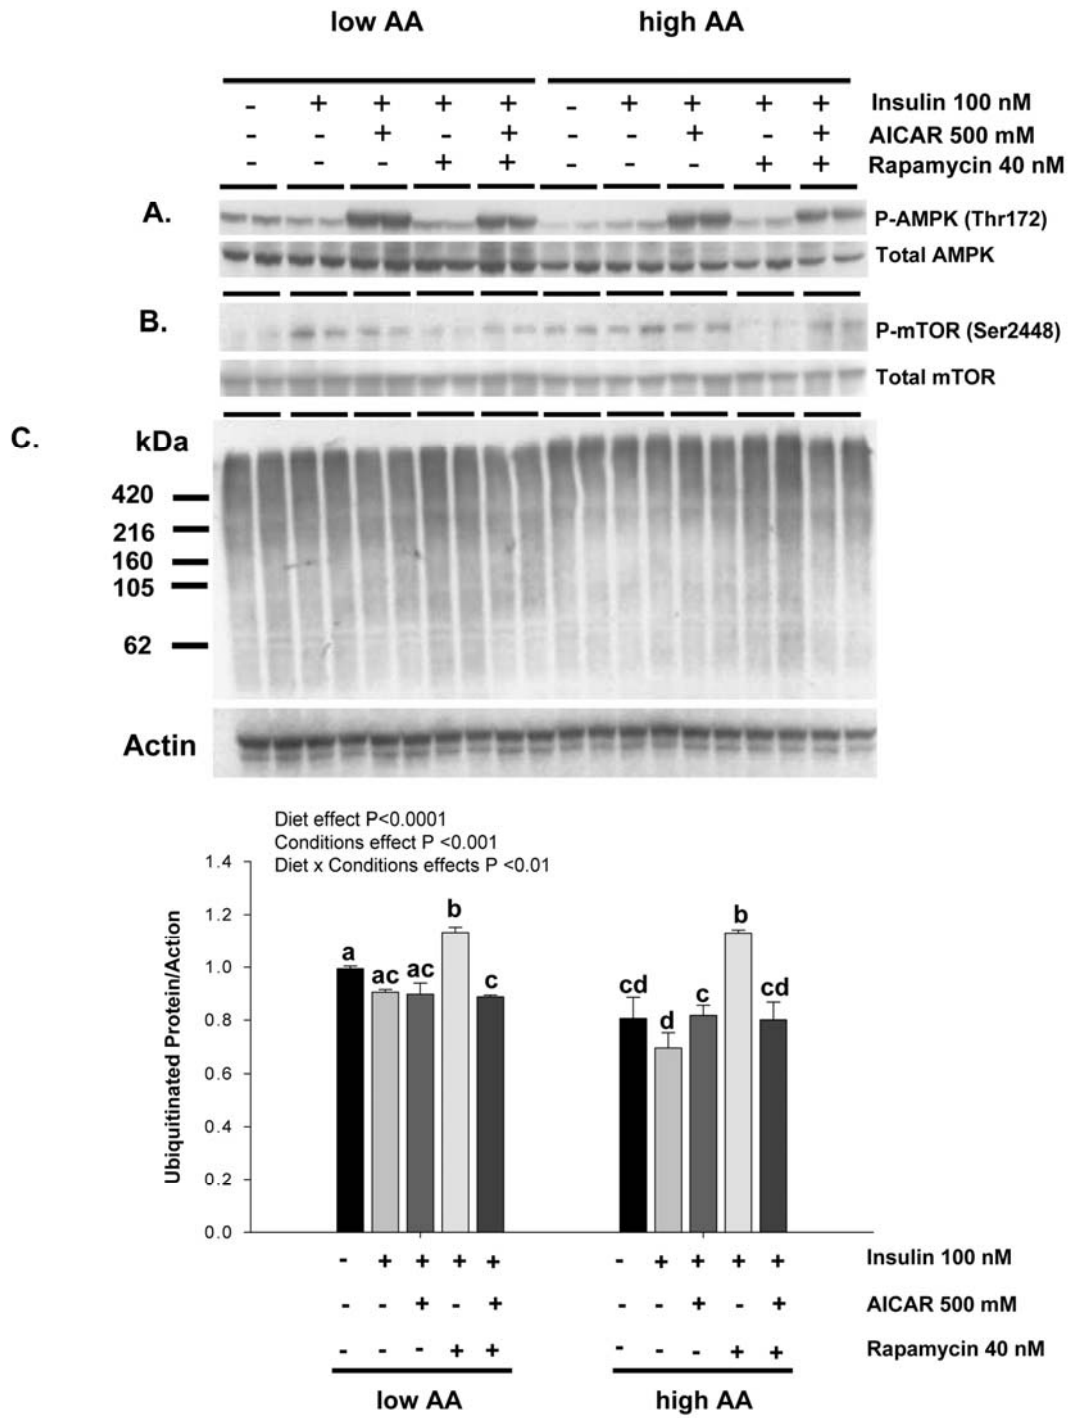 low AA high AA
- + + + + - + + + + Insulin 100 nM
- - + - + - - + - + AICAR 500 mM
- - - + + - - - + + Rapamycin 40 nM
A. P-AMPK (Thr172)
Total AMPK
B. P-mTOR (Ser2448)
Total mTOR
C. kDa
420
216
160
105
62
Actin
Diet effect P<0.0001
Conditions effect P <0.001
Diet x Conditions effects P <0.01
Ubiquitinated Protein/Action
1.4
1.2
1.0
0.8
0.6
0.4
0.2
0.0
a ac ac b c cd d c b cd
- + + + + - + + + + Insulin 100 nM
- - + - + - - + - + AICAR 500 mM
- - - + + - - - + + Rapamycin 40 nM
low AA high AA